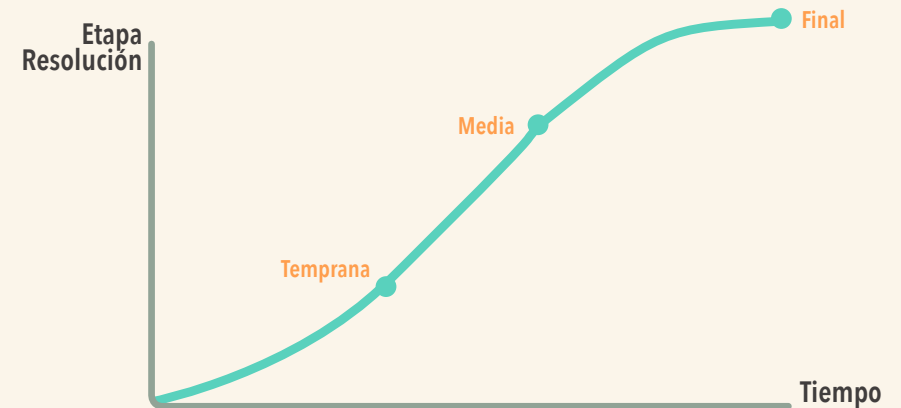 Final
Etapa
Resolución
Media
Temprana
Tiempo